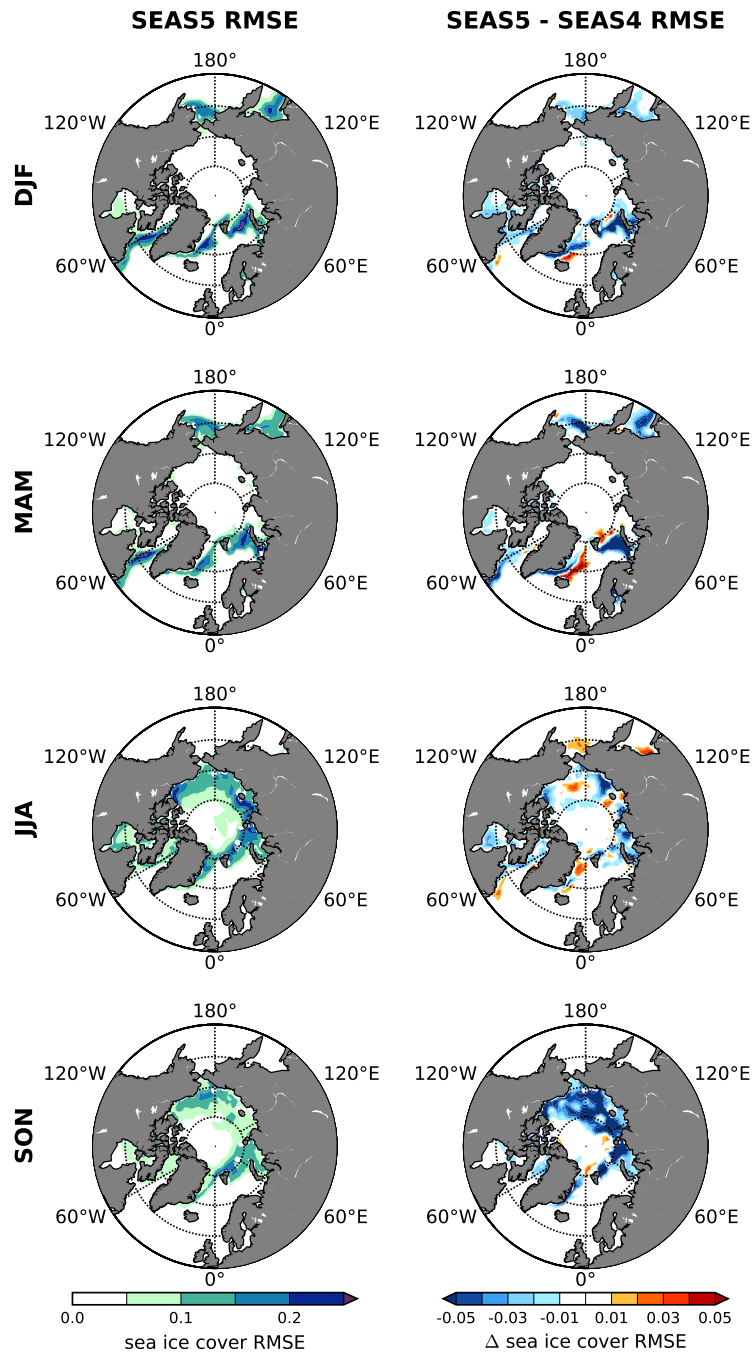 SEAS5 RMSE
SEAS5 - SEAS4 RMSE
DJF
180°
120°W
120°E
60°W
60°E
0°
180°
120°W
120°E
60°W
60°E
0°
MAM
180°
120°W
120°E
60°W
60°E
0°
180°
120°W
120°E
60°W
60°E
0°
JJA
180°
120°W
120°E
60°W
60°E
0°
180°
120°W
120°E
60°W
60°E
0°
SON
180°
120°W
120°E
60°W
60°E
0°
180°
120°W
120°E
60°W
60°E
0°
0.0 0.1 0.2
sea ice cover RMSE
-0.05 -0.03 -0.01 0.01 0.03 0.05
Δ sea ice cover RMSE